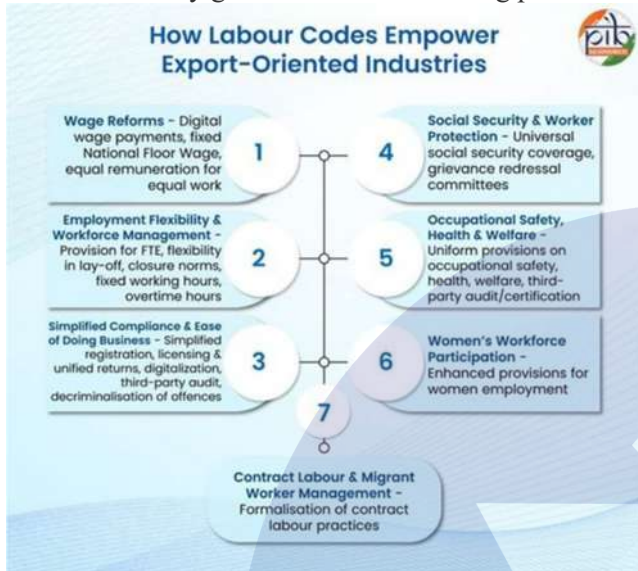 How Labour Codes Empower
Export-Oriented Industries
pib
Wage Reforms - Digital
wage payments, fixed
National Floor Wage,
equal remuneration for
equal work
1
Employment Flexibility &
Workforce Management -
Provision for FTE, flexibility
in lay-off, closure norms,
fixed working hours,
overtime hours
2
Simplified Compliance & Ease
of Doing Business - Simplified
registration, licensing &
unified returns, digitalization,
third-party audit,
decriminalisation of offences
3
4
Social Security & Worker
Protection - Universal
social security coverage,
grievance redressal
committees
5
Occupational Safety,
Health & Welfare -
Uniform provisions on
occupational safety,
health, welfare, third-
party audit/certification
6
Women's Workforce
Participation -
Enhanced provisions for
women employment
7
Contract Labour & Migrant
Worker Management -
Formalisation of contract
labour practices